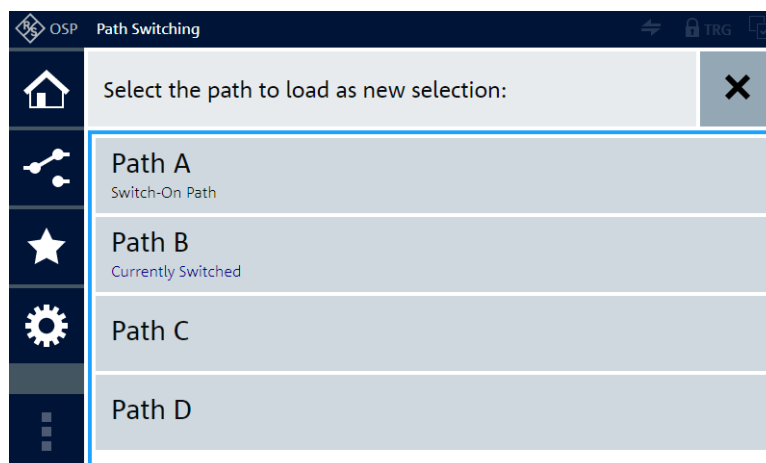 R&S OSP Path Switching TRG
Select the path to load as new selection:
Path A
Switch-On Path
Path B
Currently Switched
Path C
Path D